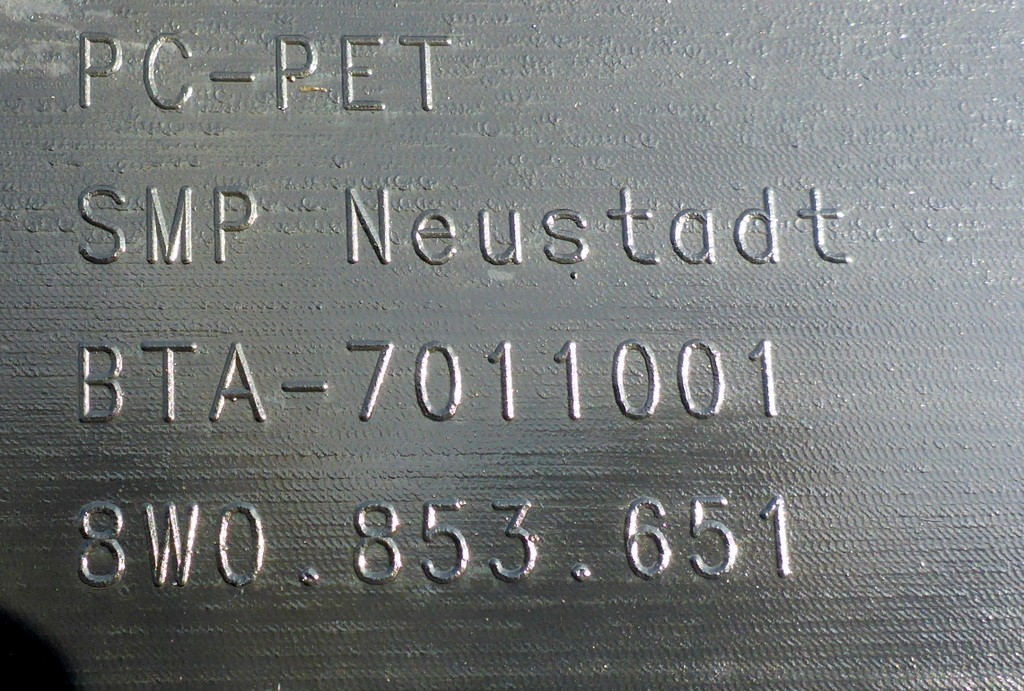 PC-PET
SMP Neustadt
BTA-7011001
8W0.853.651